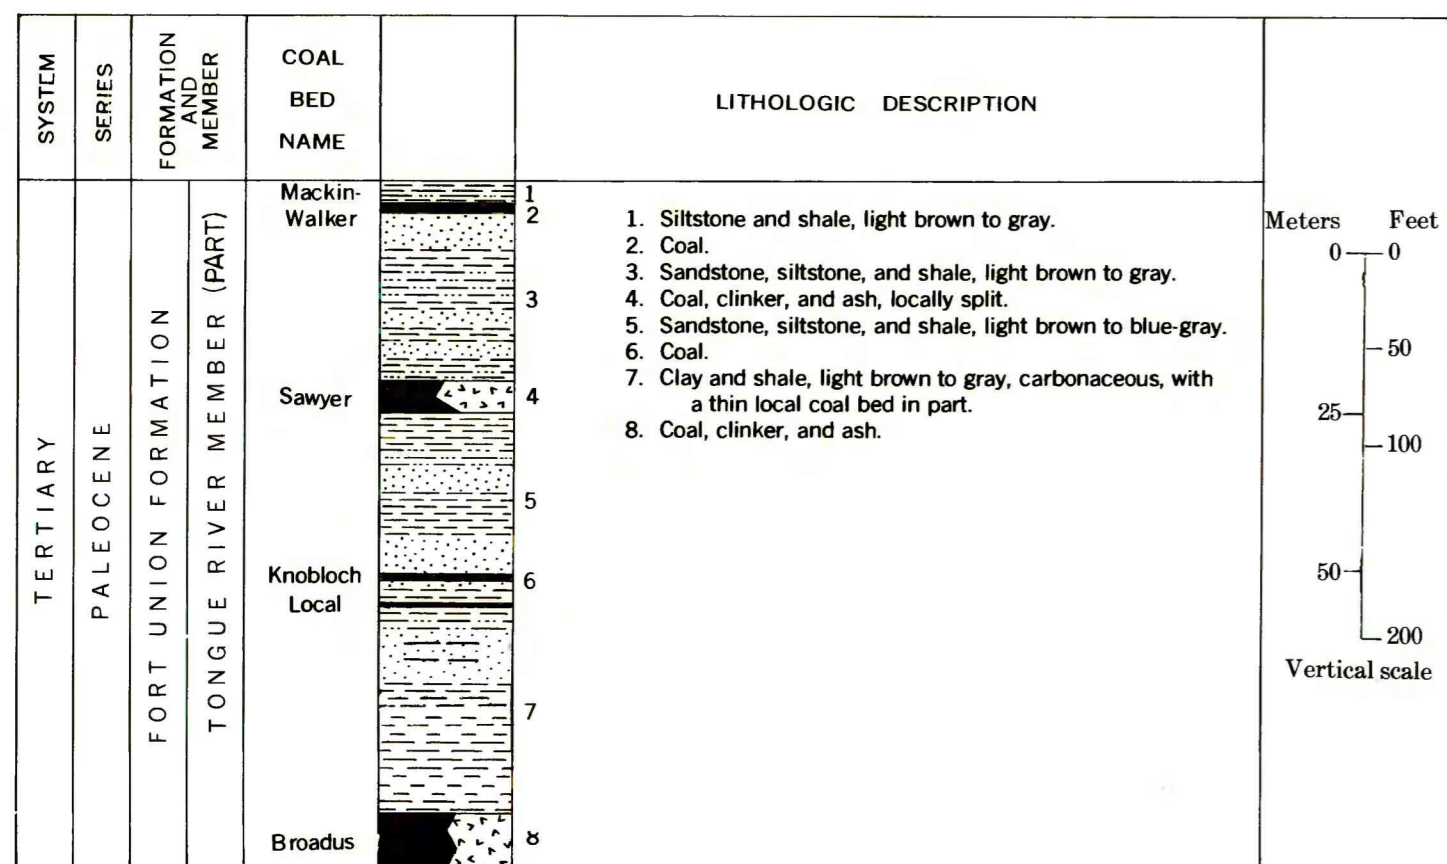 SYSTEM
SERIES
FORMATION
AND
MEMBER
COAL
BED
NAME
LITHOLOGIC DESCRIPTION
TERTIARY
PALEOCENE
FORT UNION FORMATION
TONGUE RIVER MEMBER (PART)
Mackin-
Walker
Sawyer
Knobloch
Local
Broadus
1
2
3
4
5
6
7
8
1. Siltstone and shale, light brown to gray.
2. Coal.
3. Sandstone, siltstone, and shale, light brown to gray.
4. Coal, clinker, and ash, locally split.
5. Sandstone, siltstone, and shale, light brown to blue-gray.
6. Coal.
7. Clay and shale, light brown to gray, carbonaceous, with
a thin local coal bed in part.
8. Coal, clinker, and ash.
Meters Feet
0 0
50
25
100
50
200
Vertical scale